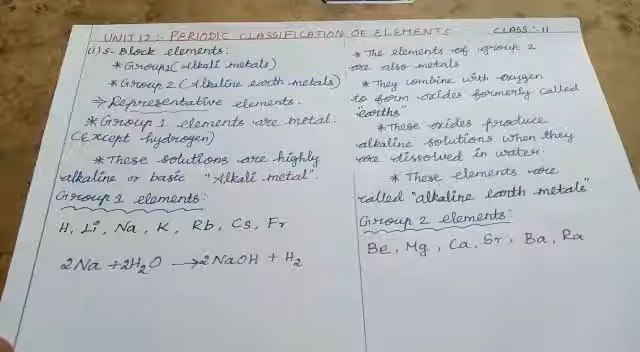 UNIT 12 :- PERIODIC CLASSIFICATION OF ELEMENTS CLASS :- 11
(1) S-Block elements:
* Group 1 (Alkali metals)
* Group 2 (Alkaline earth metals)
⇒ Representative elements.
* Group 1 elements are metal.
(Except hydrogen)
* These solutions are highly
alkaline or basic "Alkali metal".
Group 1 elements:
H, Li, Na, K, Rb, Cs, Fr
2Na + 2H₂O → 2NaOH + H₂
* The elements of group 2
are also metals
* They combine with oxygen
to form oxides formerly called
"earths"
* These oxides produce
alkaline solutions when they
are dissolved in water.
* These elements are
called "alkaline earth metals"
Group 2 elements:
Be, Mg, Ca, Sr, Ba, Ra